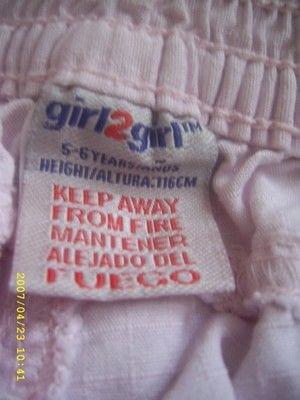 girl2girl™
5-6 YEARS/AÑOS
HEIGHT/ALTURA:116CM
KEEP AWAY
FROM FIRE
MANTENER
ALEJADO DEL
FUEGO
2007/04/23 10:41